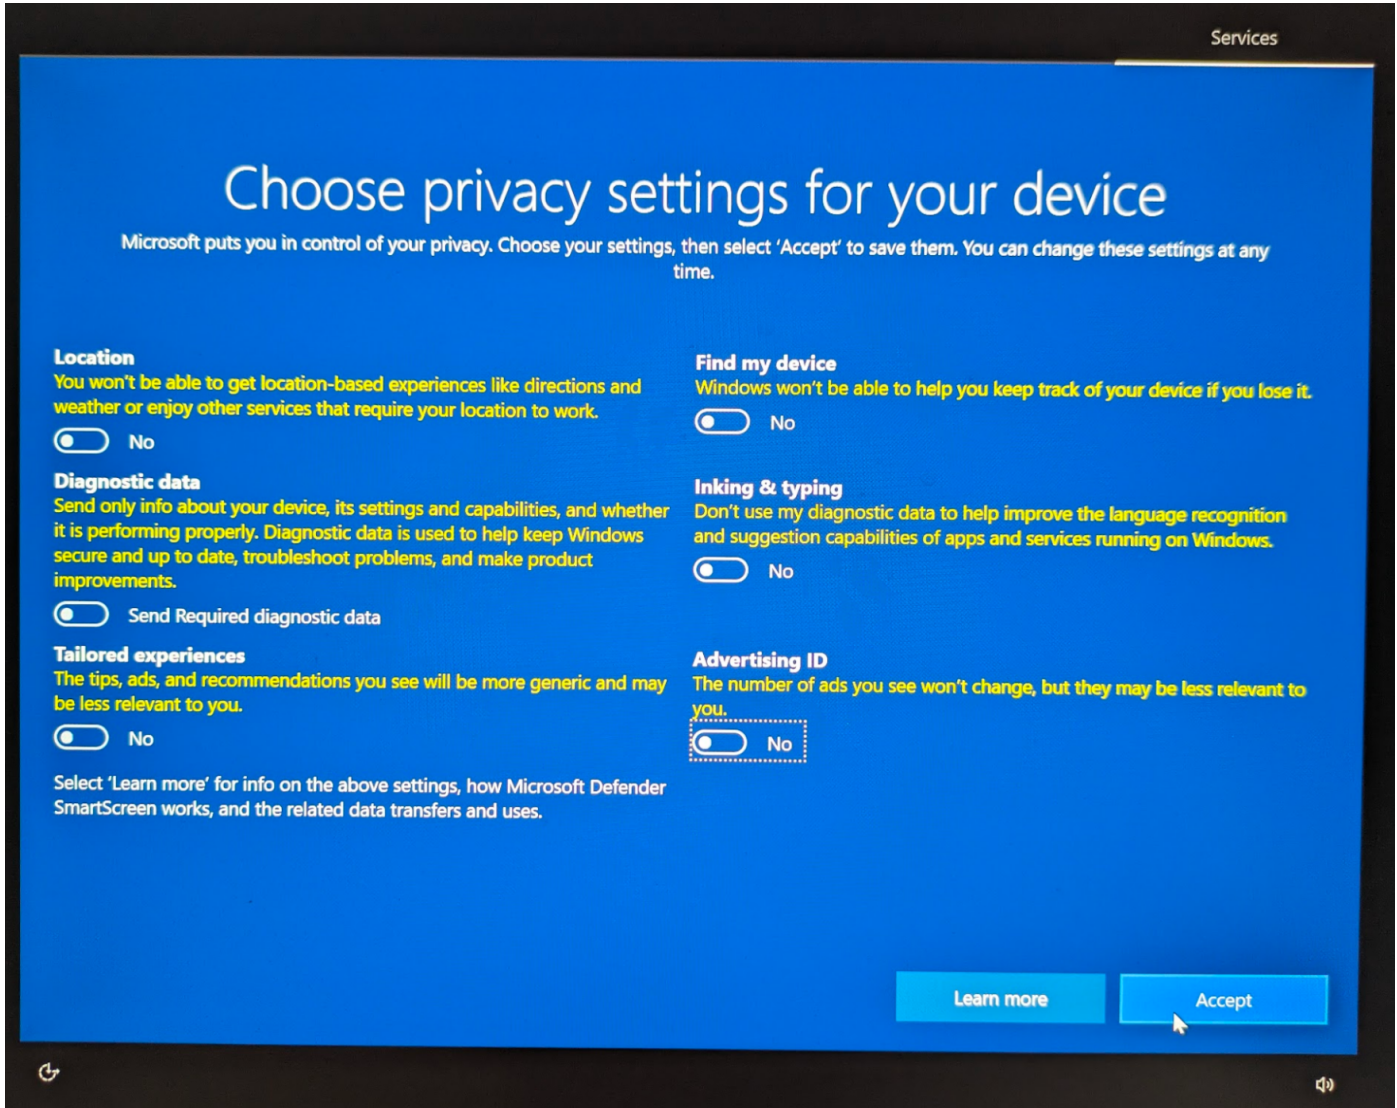 Services
Choose privacy settings for your device
Microsoft puts you in control of your privacy. Choose your settings, then select 'Accept' to save them. You can change these settings at any
time.
Location
You won't be able to get location-based experiences like directions and
weather or enjoy other services that require your location to work.
No
Diagnostic data
Send only info about your device, its settings and capabilities, and whether
it is performing properly. Diagnostic data is used to help keep Windows
secure and up to date, troubleshoot problems, and make product
improvements.
Send Required diagnostic data
Tailored experiences
The tips, ads, and recommendations you see will be more generic and may
be less relevant to you.
No
Select 'Learn more' for info on the above settings, how Microsoft Defender
SmartScreen works, and the related data transfers and uses.
Find my device
Windows won't be able to help you keep track of your device if you lose it.
No
Inking & typing
Don't use my diagnostic data to help improve the language recognition
and suggestion capabilities of apps and services running on Windows.
No
Advertising ID
The number of ads you see won't change, but they may be less relevant to
you.
No
Learn more
Accept